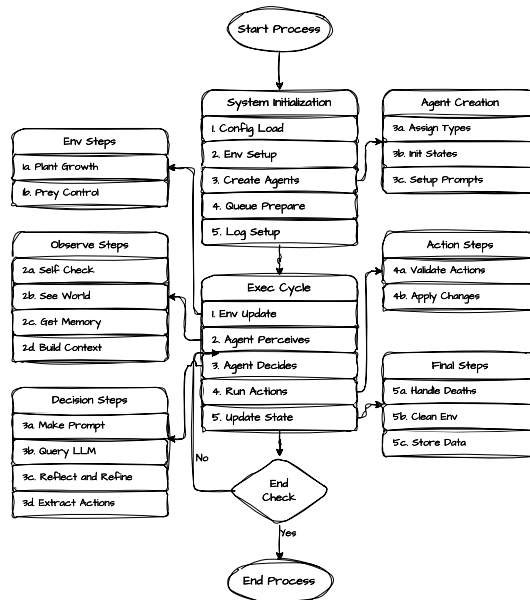 Start Process
System Initialization
1. Config Load
2. Env Setup
3. Create Agents
4. Queue Prepare
5. Log Setup
Agent Creation
3a. Assign Types
3b. Init States
3c. Setup Prompts
Env Steps
1a. Plant Growth
1b. Prey Control
Observe Steps
2a. Self Check
2b. See World
2c. Get Memory
2d. Build Context
Exec Cycle
1. Env Update
2. Agent Perceives
3. Agent Decides
4. Run Actions
5. Update State
Action Steps
4a. Validate Actions
4b. Apply Changes
Final Steps
5a. Handle Deaths
5b. Clean Env
5c. Store Data
Decision Steps
3a. Make Prompt
3b. Query LLM
3c. Reflect and Refine
3d. Extract Actions
No
End
Check
Yes
End Process